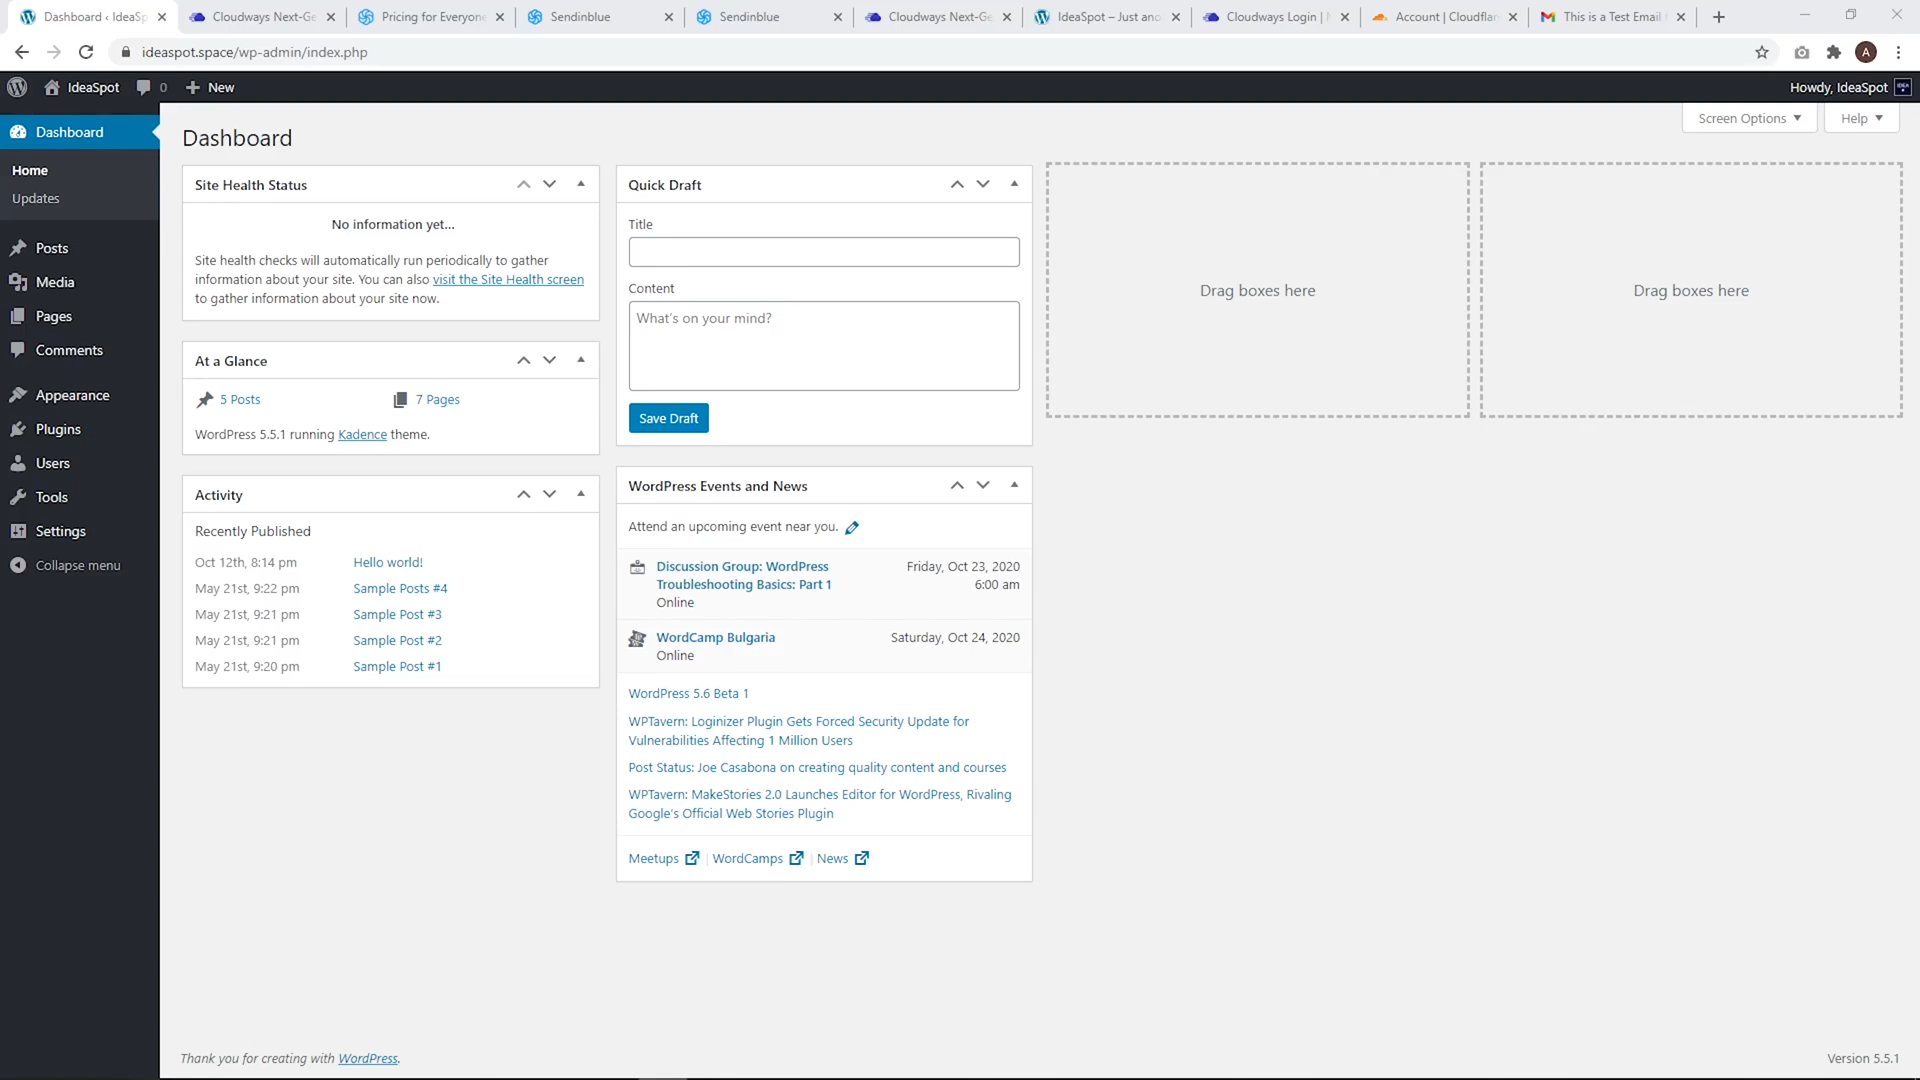 Dashboard ‹ IdeaSp
Cloudways Next-Ge
Pricing for Everyone
Sendinblue
Sendinblue
Cloudways Next-Ge
IdeaSpot – Just ano
Cloudways Login |
Account | Cloudflar
This is a Test Email
ideaspot.space/wp-admin/index.php
A
IdeaSpot
0
New
Howdy, IdeaSpot
Screen Options
Help
Dashboard
Home
Updates
Posts
Media
Pages
Comments
Appearance
Plugins
Users
Tools
Settings
Collapse menu
Dashboard
Site Health Status
No information yet...
Site health checks will automatically run periodically to gather
information about your site. You can also visit the Site Health screen
to gather information about your site now.
At a Glance
5 Posts
7 Pages
WordPress 5.5.1 running Kadence theme.
Activity
Recently Published
Oct 12th, 8:14 pm Hello world!
May 21st, 9:22 pm Sample Posts #4
May 21st, 9:21 pm Sample Post #3
May 21st, 9:21 pm Sample Post #2
May 21st, 9:20 pm Sample Post #1
Quick Draft
Title
Content
What's on your mind?
Save Draft
WordPress Events and News
Attend an upcoming event near you.
Discussion Group: WordPress Friday, Oct 23, 2020
Troubleshooting Basics: Part 1 6:00 am
Online
WordCamp Bulgaria Saturday, Oct 24, 2020
Online
WordPress 5.6 Beta 1
WPTavern: Loginizer Plugin Gets Forced Security Update for
Vulnerabilities Affecting 1 Million Users
Post Status: Joe Casabona on creating quality content and courses
WPTavern: MakeStories 2.0 Launches Editor for WordPress, Rivaling
Google's Official Web Stories Plugin
Meetups | WordCamps | News
Drag boxes here
Drag boxes here
Thank you for creating with WordPress.
Version 5.5.1